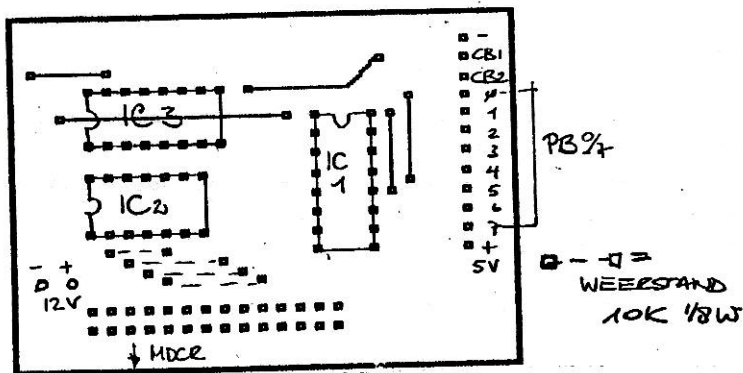 -
CB1
CB2
0
1
2
3
4
5
6
7
+
5V
PB0/7
IC3
IC
1
IC2
- +
12V
MDCR
= WEERSTAND
10K 1/8W